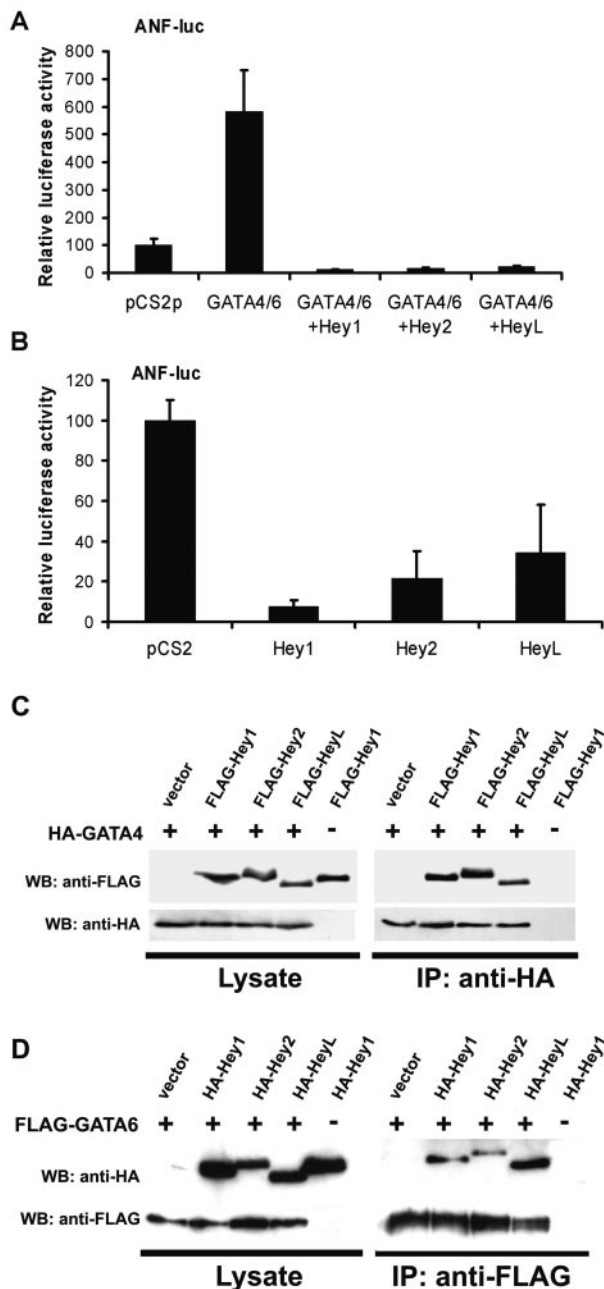 A
ANF-luc
Relative luciferase activity
800
700
600
500
400
300
200
100
0
pCS2p
GATA4/6
GATA4/6
+Hey1
GATA4/6
+Hey2
GATA4/6
+HeyL
B
ANF-luc
Relative luciferase activity
120
100
80
60
40
20
0
pCS2
Hey1
Hey2
HeyL
C
vector
FLAG-Hey1
FLAG-Hey2
FLAG-HeyL
FLAG-Hey1
vector
FLAG-Hey1
FLAG-Hey2
FLAG-HeyL
FLAG-Hey1
HA-GATA4 + + + + - + + + + -
WB: anti-FLAG
WB: anti-HA
Lysate
IP: anti-HA
D
vector
HA-Hey1
HA-Hey2
HA-HeyL
HA-Hey1
vector
HA-Hey1
HA-Hey2
HA-HeyL
HA-Hey1
FLAG-GATA6 + + + + - + + + + -
WB: anti-HA
WB: anti-FLAG
Lysate
IP: anti-FLAG